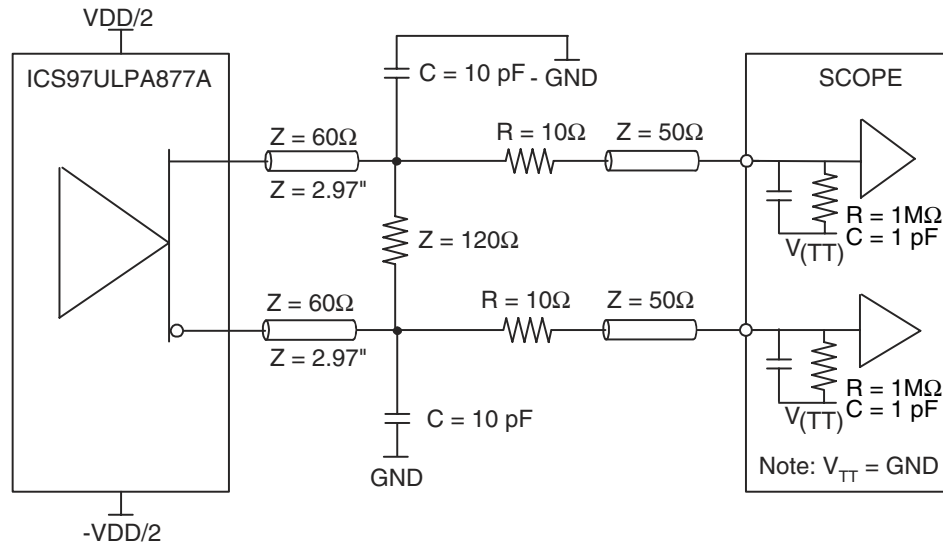 VDD/2
ICS97ULPA877A
C = 10 pF
- GND
SCOPE
Z = 60Ω
R = 10Ω
Z = 50Ω
Z = 2.97"
R = 1MΩ
C = 1 pF
V(TT)
Z = 120Ω
Z = 60Ω
R = 10Ω
Z = 50Ω
Z = 2.97"
R = 1MΩ
C = 1 pF
V(TT)
C = 10 pF
GND
Note: VTT = GND
-VDD/2